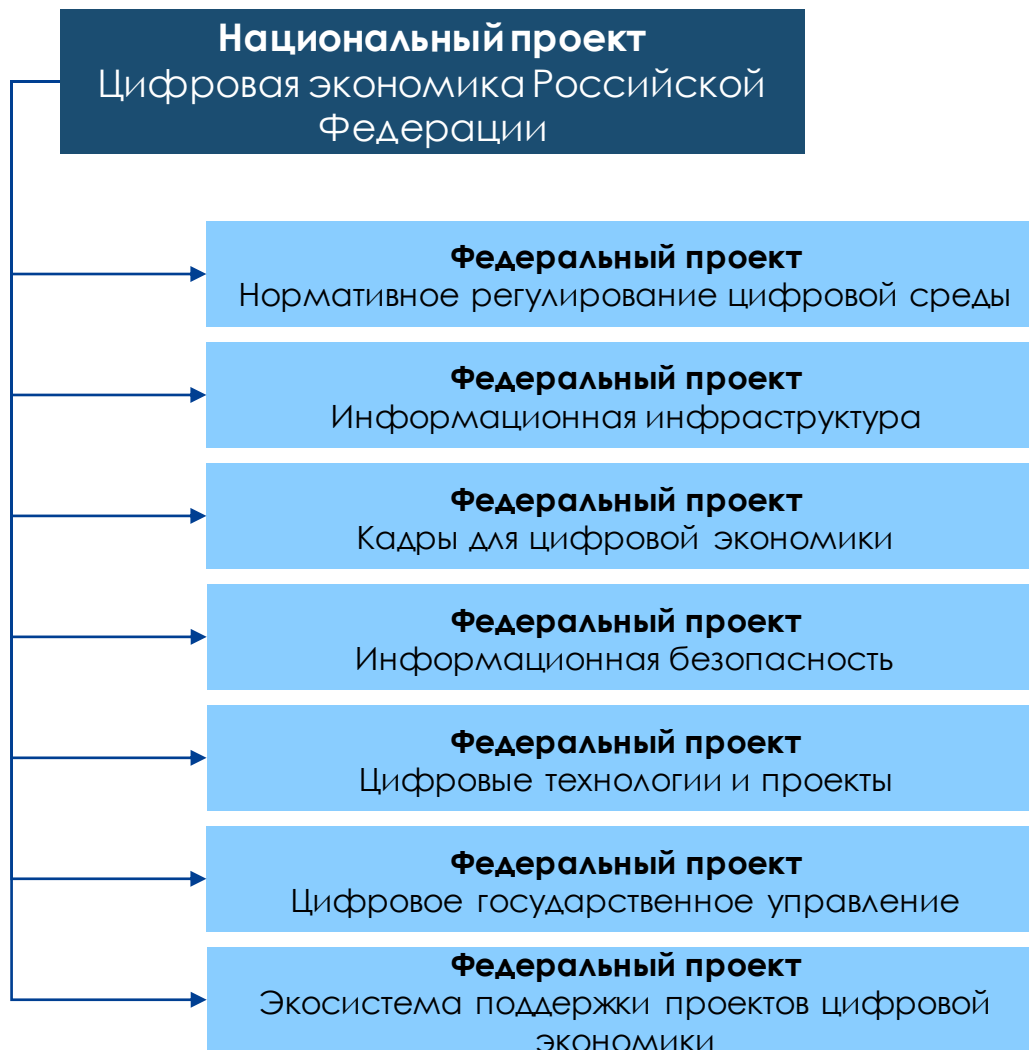 Национальный проект
Цифровая экономика Российской
Федерации
Федеральный проект
Нормативное регулирование цифровой среды
Федеральный проект
Информационная инфраструктура
Федеральный проект
Кадры для цифровой экономики
Федеральный проект
Информационная безопасность
Федеральный проект
Цифровые технологии и проекты
Федеральный проект
Цифровое государственное управление
Федеральный проект
Экосистема поддержки проектов цифровой
экономики